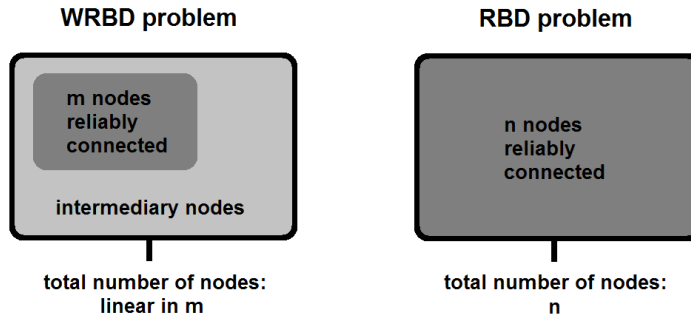 WRBD problem
m nodes
reliably
connected
intermediary nodes
total number of nodes:
linear in m
RBD problem
n nodes
reliably
connected
total number of nodes:
n